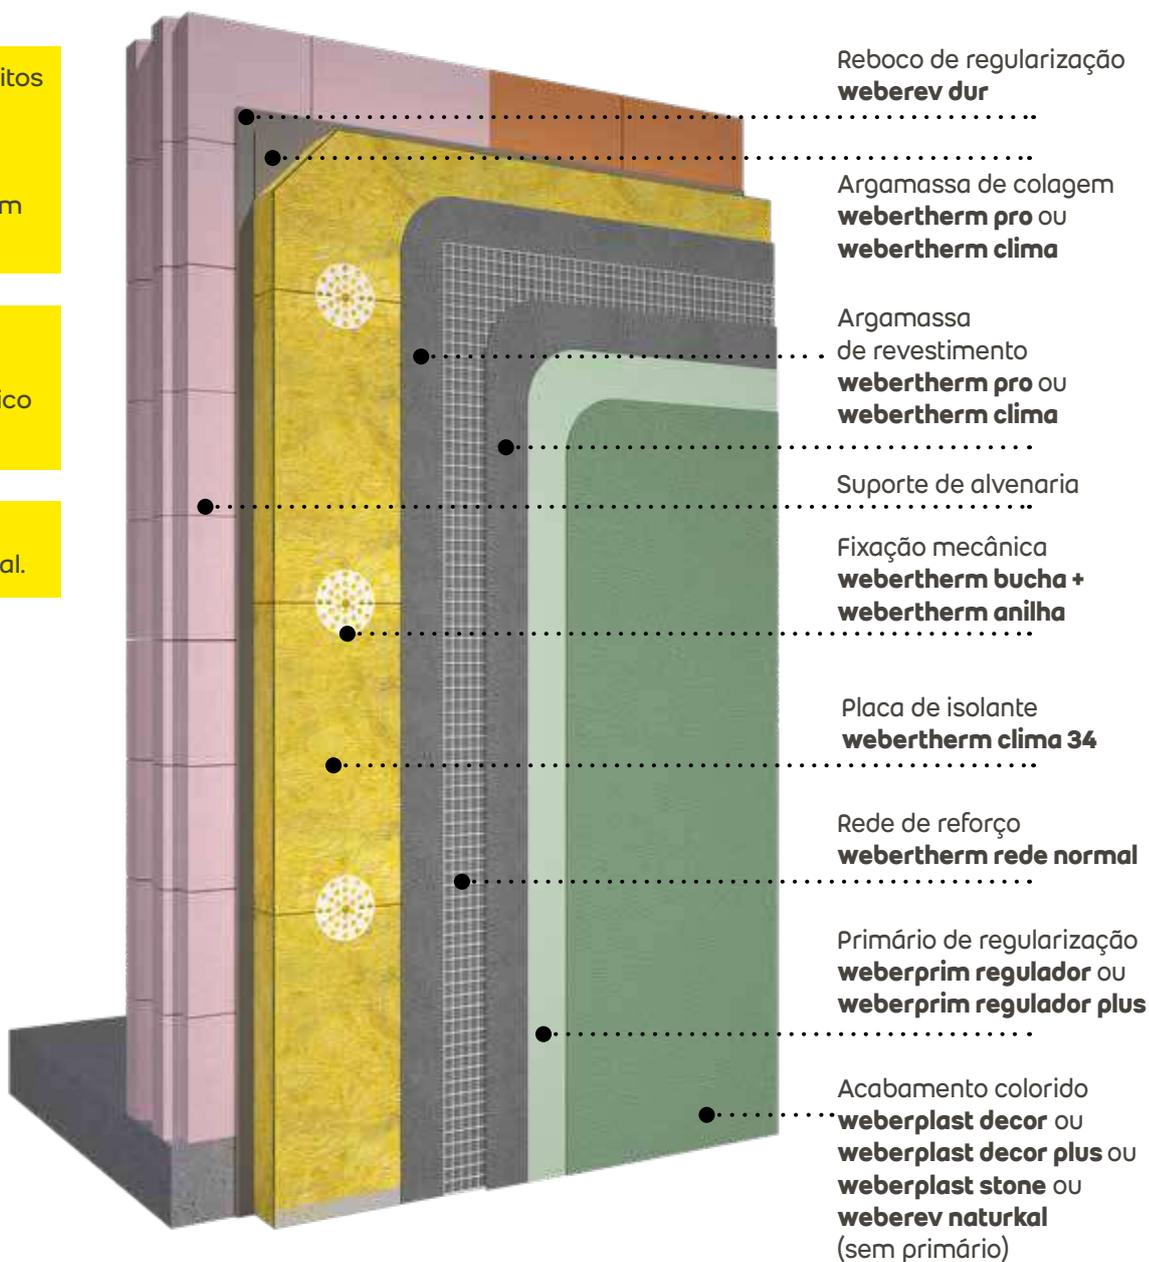 itos
m
ico
al.
Reboco de regularização
weberev dur
Argamassa de colagem
webertherm pro ou
webertherm clima
Argamassa
de revestimento
webertherm pro ou
webertherm clima
Suporte de alvenaria
Fixação mecânica
webertherm bucha +
webertherm anilha
Placa de isolante
webertherm clima 34
Rede de reforço
webertherm rede normal
Primário de regularização
weberprim regulador ou
weberprim regulador plus
Acabamento colorido
weberplast decor ou
weberplast decor plus ou
weberplast stone ou
weberev naturkal
(sem primário)